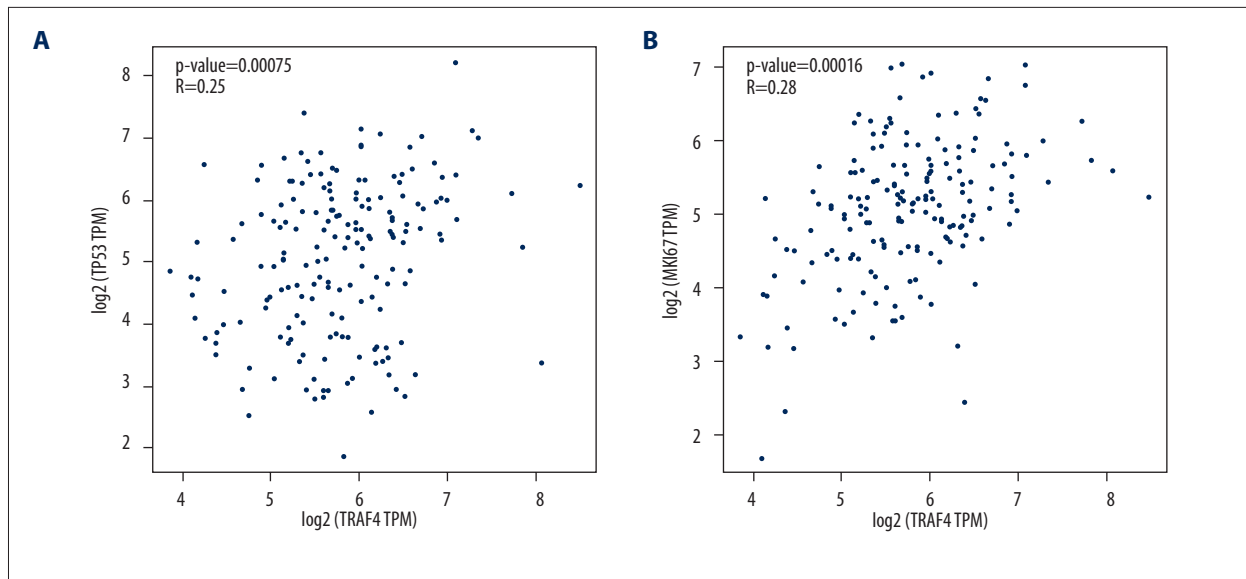 A
p-value=0.00075
R=0.25
8
7
6
5
4
3
2
log2 (TP53 TPM)
4 5 6 7 8
log2 (TRAF4 TPM)
B
p-value=0.00016
R=0.28
7
6
5
4
3
2
log2 (MKI67 TPM)
4 5 6 7 8
log2 (TRAF4 TPM)